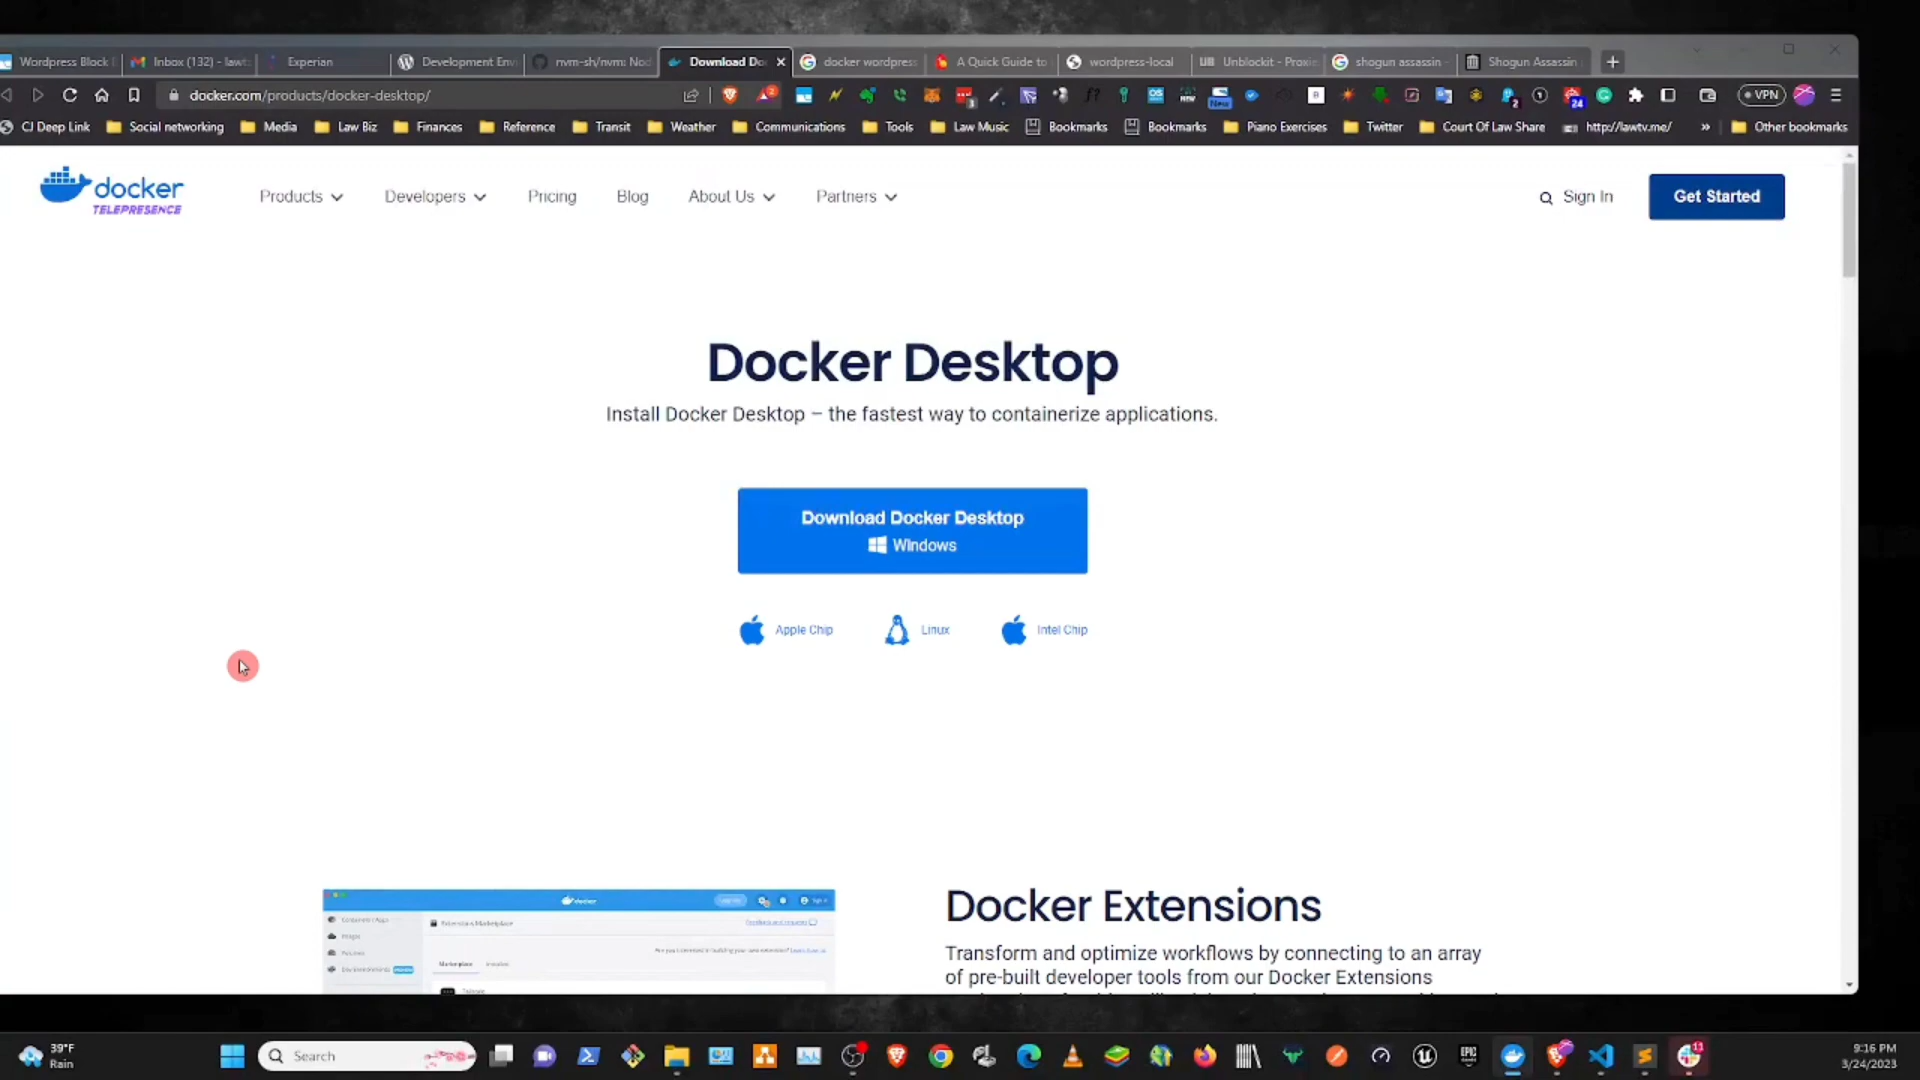 Wordpress Block
Inbox (132) - lawt
Experian
Development Env
nvm-sh/nvm: Nod
Download Do
docker wordpress
A Quick Guide to
wordpress-local
Unblockit - Proxie
shogun assassin -
Shogun Assassin
docker.com/products/docker-desktop/
VPN
CJ Deep Link
Social networking
Media
Law Biz
Finances
Reference
Transit
Weather
Communications
Tools
Law Music
Bookmarks
Bookmarks
Piano Exercises
Twitter
Court Of Law Share
http://lawtv.me/
»
Other bookmarks
docker
TELEPRESENCE
Products
Developers
Pricing
Blog
About Us
Partners
Sign In
Get Started
Docker Desktop
Install Docker Desktop – the fastest way to containerize applications.
Download Docker Desktop
Windows
Apple Chip
Linux
Intel Chip
docker
Extensions Marketplace
Marketplace
Docker Extensions
Transform and optimize workflows by connecting to an array
of pre-built developer tools from our Docker Extensions
39°F
Rain
Search
9:16 PM
3/24/2023